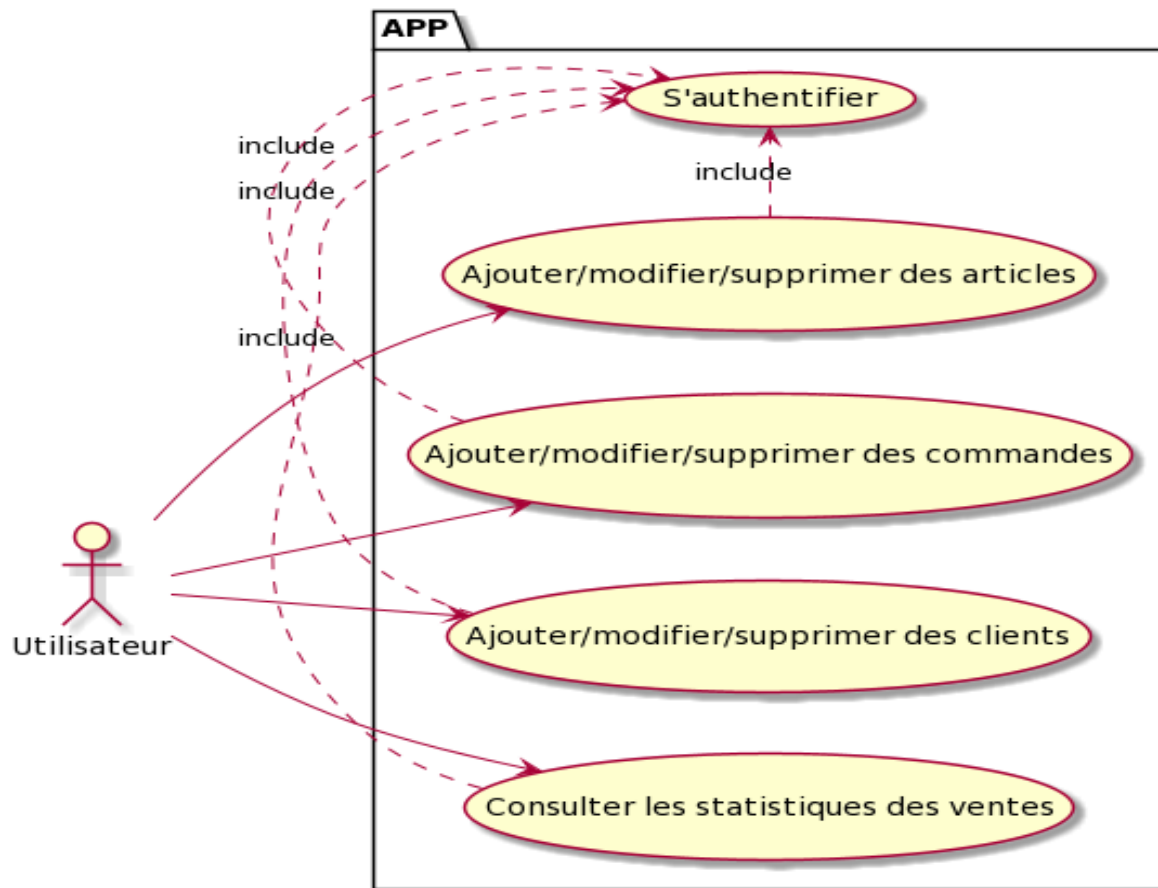 APP
S'authentifier
include
include
include
Ajouter/modifier/supprimer des articles
include
Ajouter/modifier/supprimer des commandes
Utilisateur
Ajouter/modifier/supprimer des clients
Consulter les statistiques des ventes